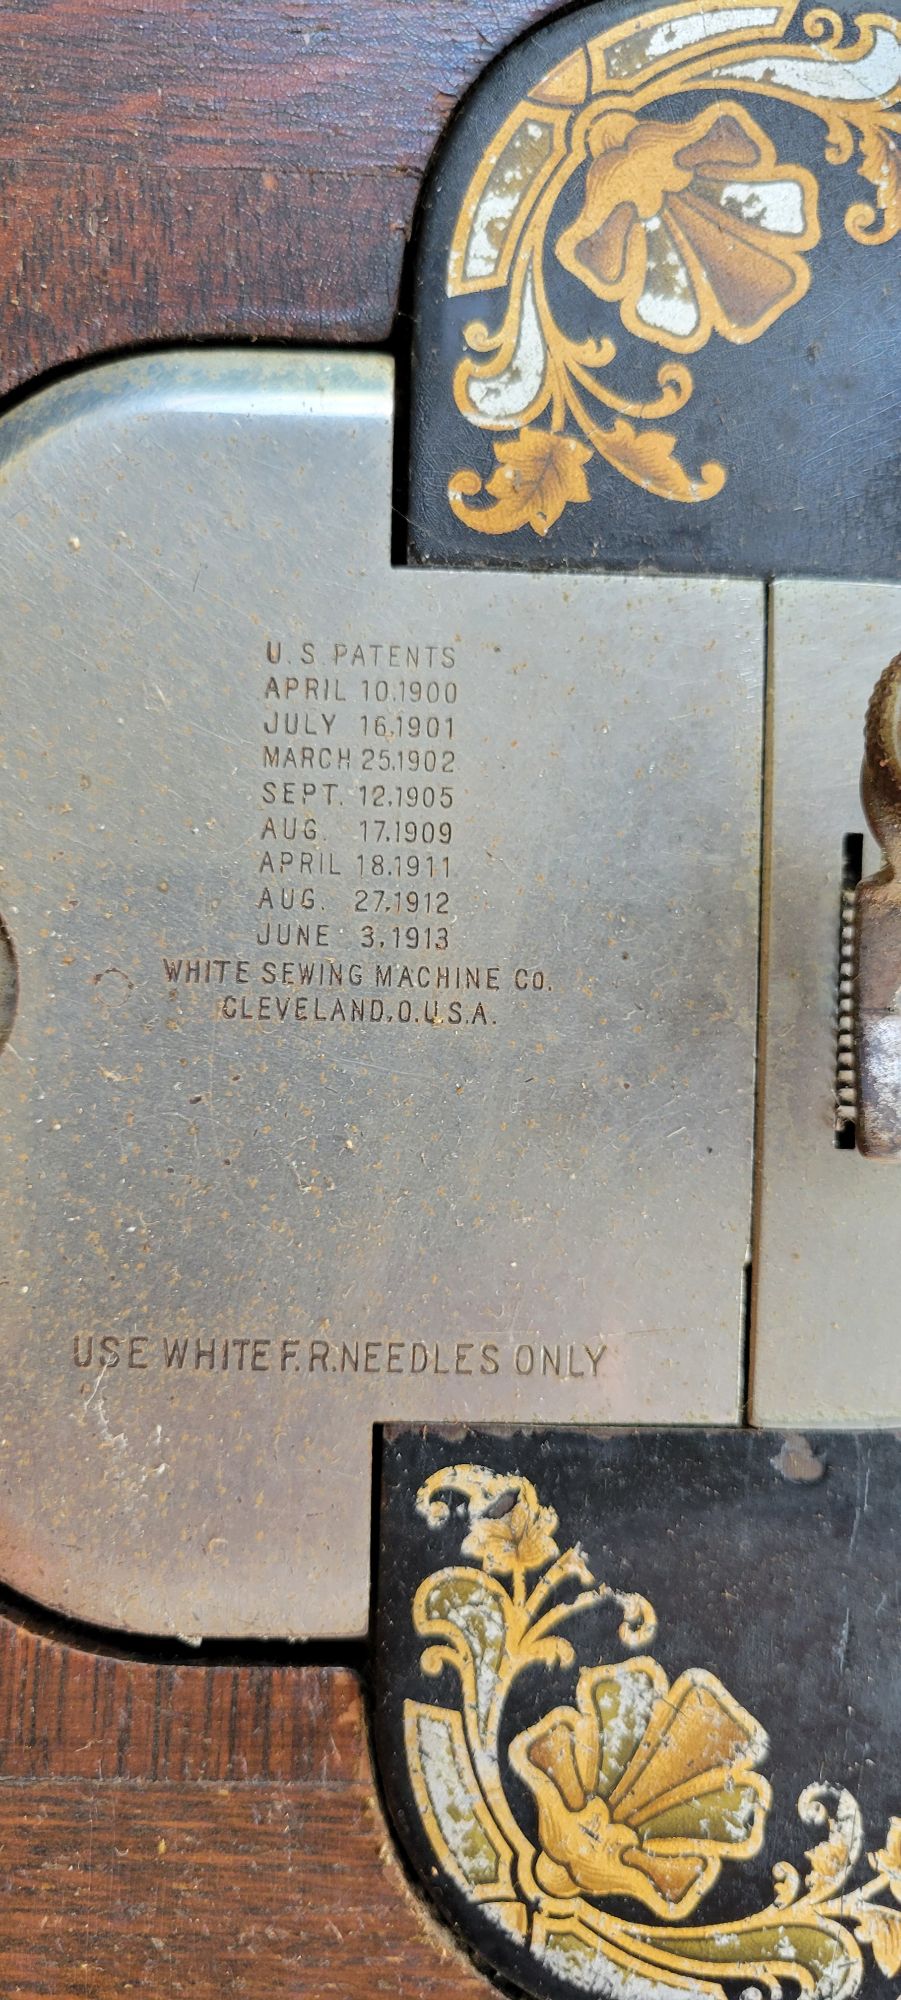 U.S. PATENTS
APRIL 10.1900
JULY 16.1901
MARCH 25.1902
SEPT. 12.1905
AUG. 17.1909
APRIL 18.1911
AUG. 27.1912
JUNE 3.1913
WHITE SEWING MACHINE CO.
CLEVELAND,O.U.S.A.
USE WHITE F.R.NEEDLES ONLY